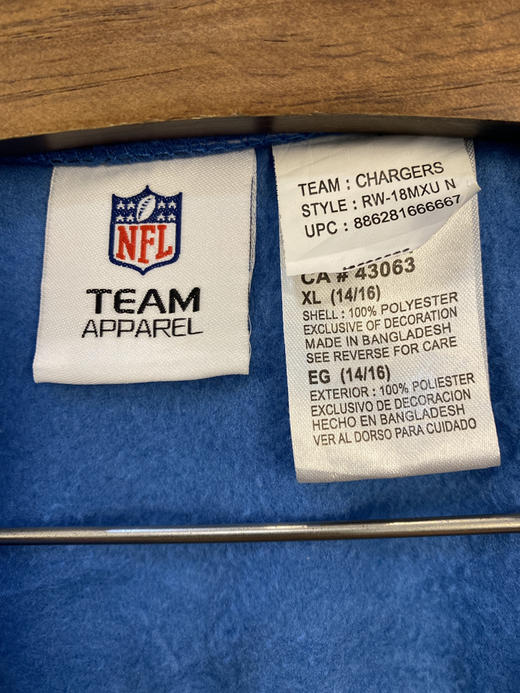 NFL
TEAM
APPAREL
TEAM : CHARGERS
STYLE : RW-18MXU N
UPC : 886281666667
CA # 43063
XL (14/16)
SHELL : 100% POLYESTER
EXCLUSIVE OF DECORATION
MADE IN BANGLADESH
SEE REVERSE FOR CARE
EG (14/16)
EXTERIOR : 100% POLIESTER
EXCLUSIVO DE DECORACION
HECHO EN BANGLADESH
VER AL DORSO PARA CUIDADO